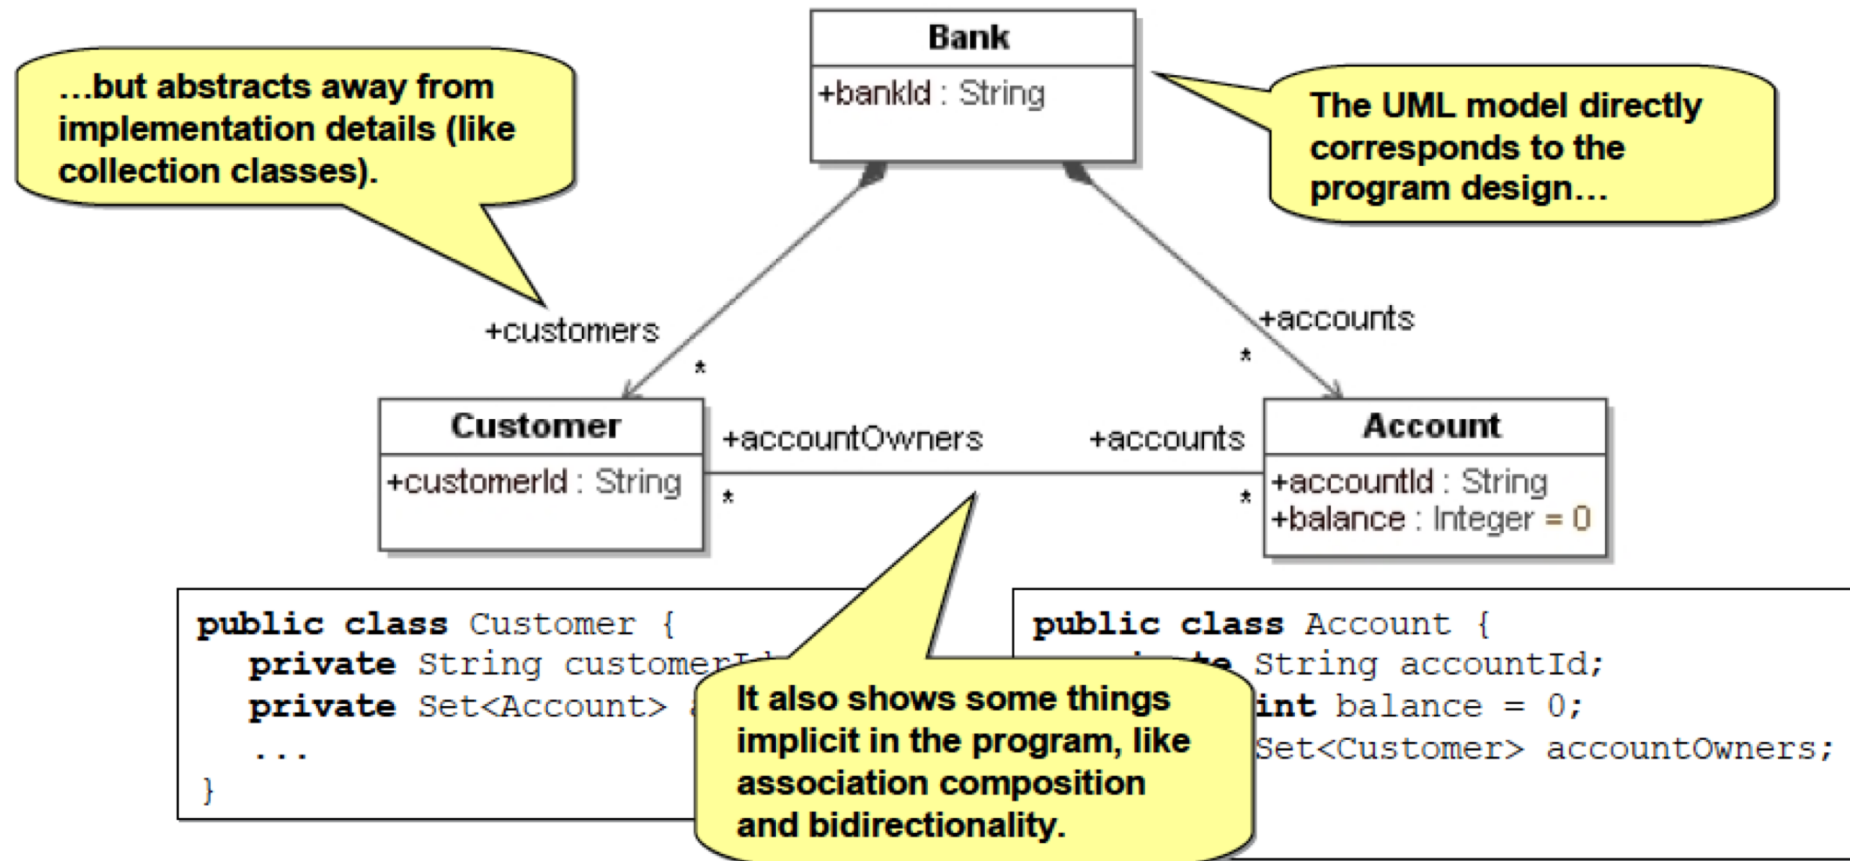 Bank
+bankId : String
…but abstracts away from
implementation details (like
collection classes).
The UML model directly
corresponds to the
program design…
+customers
*
+accounts
*
Customer
+customerId : String
+accountOwners
*
+accounts
*
Account
+accountId : String
+balance : Integer = 0
public class Customer {
private String
private Set<Account>
...
}
public class Account {
String accountId;
int balance = 0;
Set<Customer> accountOwners;
It also shows some things
implicit in the program, like
association composition
and bidirectionality.